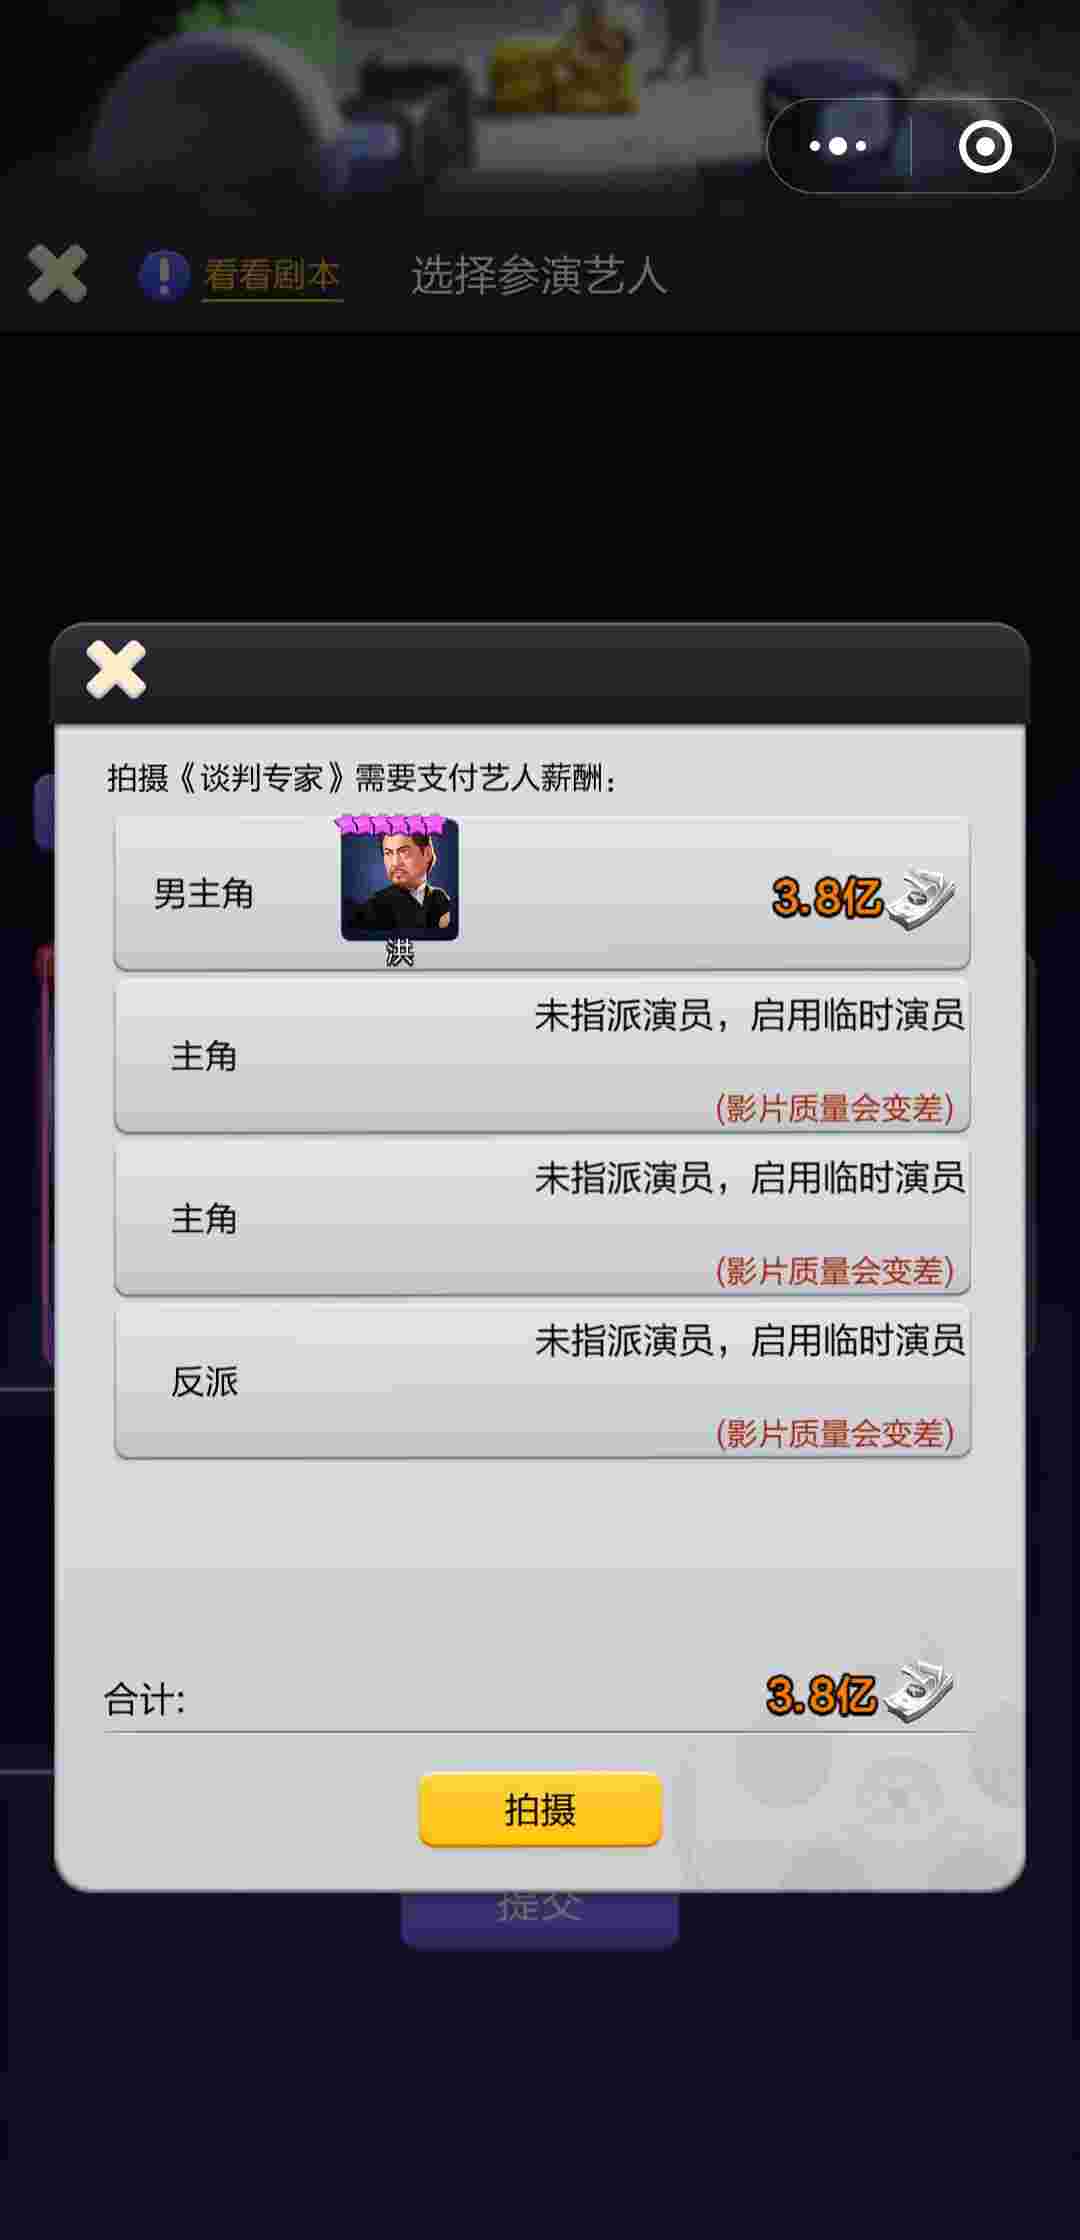 看看剧本
选择参演艺人
拍摄《谈判专家》需要支付艺人薪酬：
男主角
洪
3.8亿
主角
未指派演员，启用临时演员
(影片质量会变差)
主角
未指派演员，启用临时演员
(影片质量会变差)
反派
未指派演员，启用临时演员
(影片质量会变差)
合计:
3.8亿
拍摄
提交